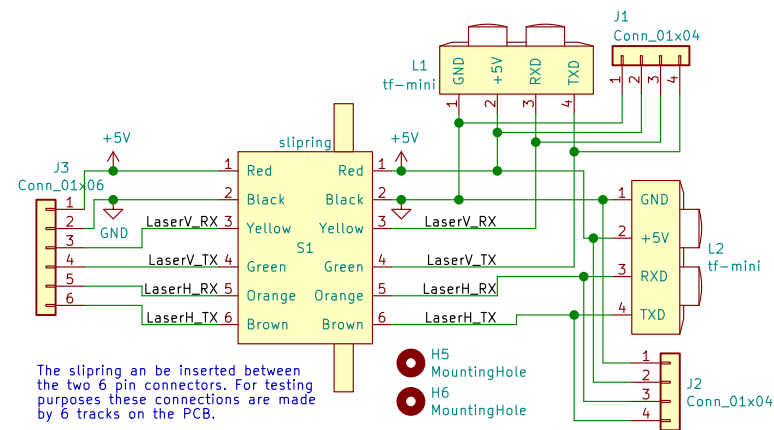 J1
Conn_01x04
L1
tf-mini
GND
+5V
RXD
TXD
1
2
3
4
1
2
3
4
+5V
slipring
+5V
J3
Conn_01x06
1
2
3
4
5
6
GND
LaserV_RX
LaserV_TX
LaserH_RX
LaserH_TX
1
2
3
4
5
6
Red
Black
Yellow
Green
Orange
Brown
S1
Red
Black
Yellow
Green
Orange
Brown
1
2
3
4
5
6
LaserV_RX
LaserV_TX
LaserH_RX
LaserH_TX
1
2
3
4
GND
+5V
RXD
TXD
L2
tf-mini
The slipring an be inserted between
the two 6 pin connectors. For testing
purposes these connections are made
by 6 tracks on the PCB.
H5
MountingHole
H6
MountingHole
1
2
3
4
J2
Conn_01x04